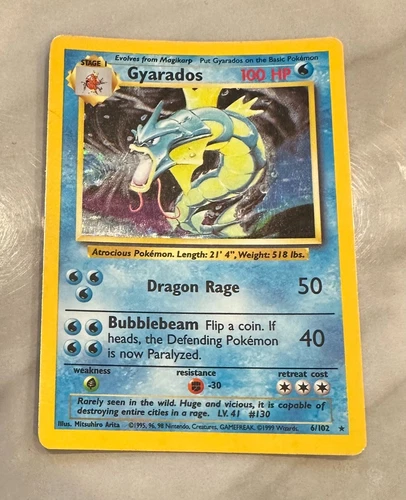 STAGE 1
Evolves from Magikarp Put Gyarados on the Basic Pokémon
Gyarados 100 HP
Atrocious Pokémon. Length: 21' 4", Weight: 518 lbs.
Dragon Rage 50
Bubblebeam Flip a coin. If
heads, the Defending Pokémon
is now Paralyzed.
40
weakness resistance retreat cost
-30
Rarely seen in the wild. Huge and vicious, it is capable of
destroying entire cities in a rage. LV. 41 #130
Illus. Mitsuhiro Arita ©1995, 96, 98 Nintendo, Creatures, GAMEFREAK. ©1999 Wizards. 6/102 ★